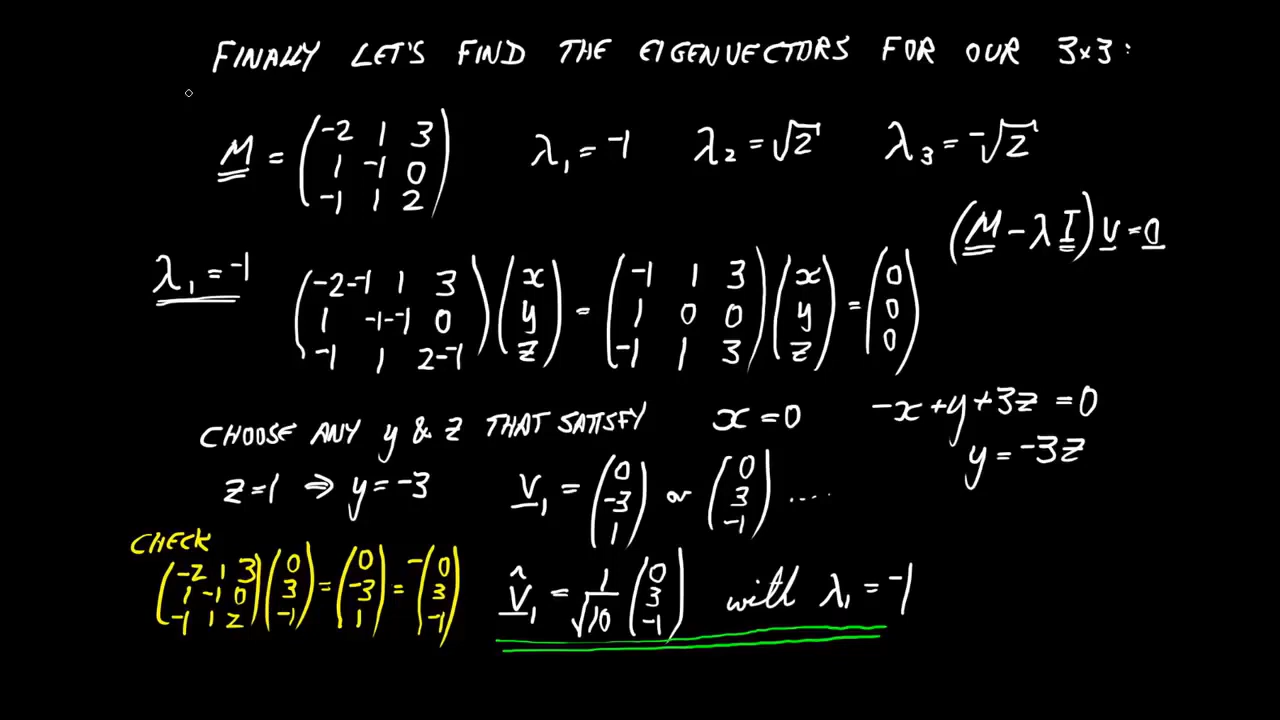 FINALLY LET'S FIND THE EIGENVECTORS FOR OUR 3×3:
M = (-2 1 3; 1 -1 0; -1 1 2) λ₁ = -1 λ₂ = √2 λ₃ = -√2
(M - λI)v = 0
λ₁ = -1 (-2--1 1 3; 1 -1--1 0; -1 1 2--1)(x; y; z) = (-1 1 3; 1 0 0; -1 1 3)(x; y; z) = (0; 0; 0)
CHOOSE ANY y & z THAT SATISFY x = 0 -x + y + 3z = 0
y = -3z
z = 1 ⇒ y = -3 v₁ = (0; -3; 1) or (0; 3; -1) ....
CHECK
(-2 1 3; 1 -1 0; -1 1 2)(0; 3; -1) = (0; -3; 1) = -(0; 3; -1)
v̂₁ = 1/√10 (0; 3; -1) with λ₁ = -1